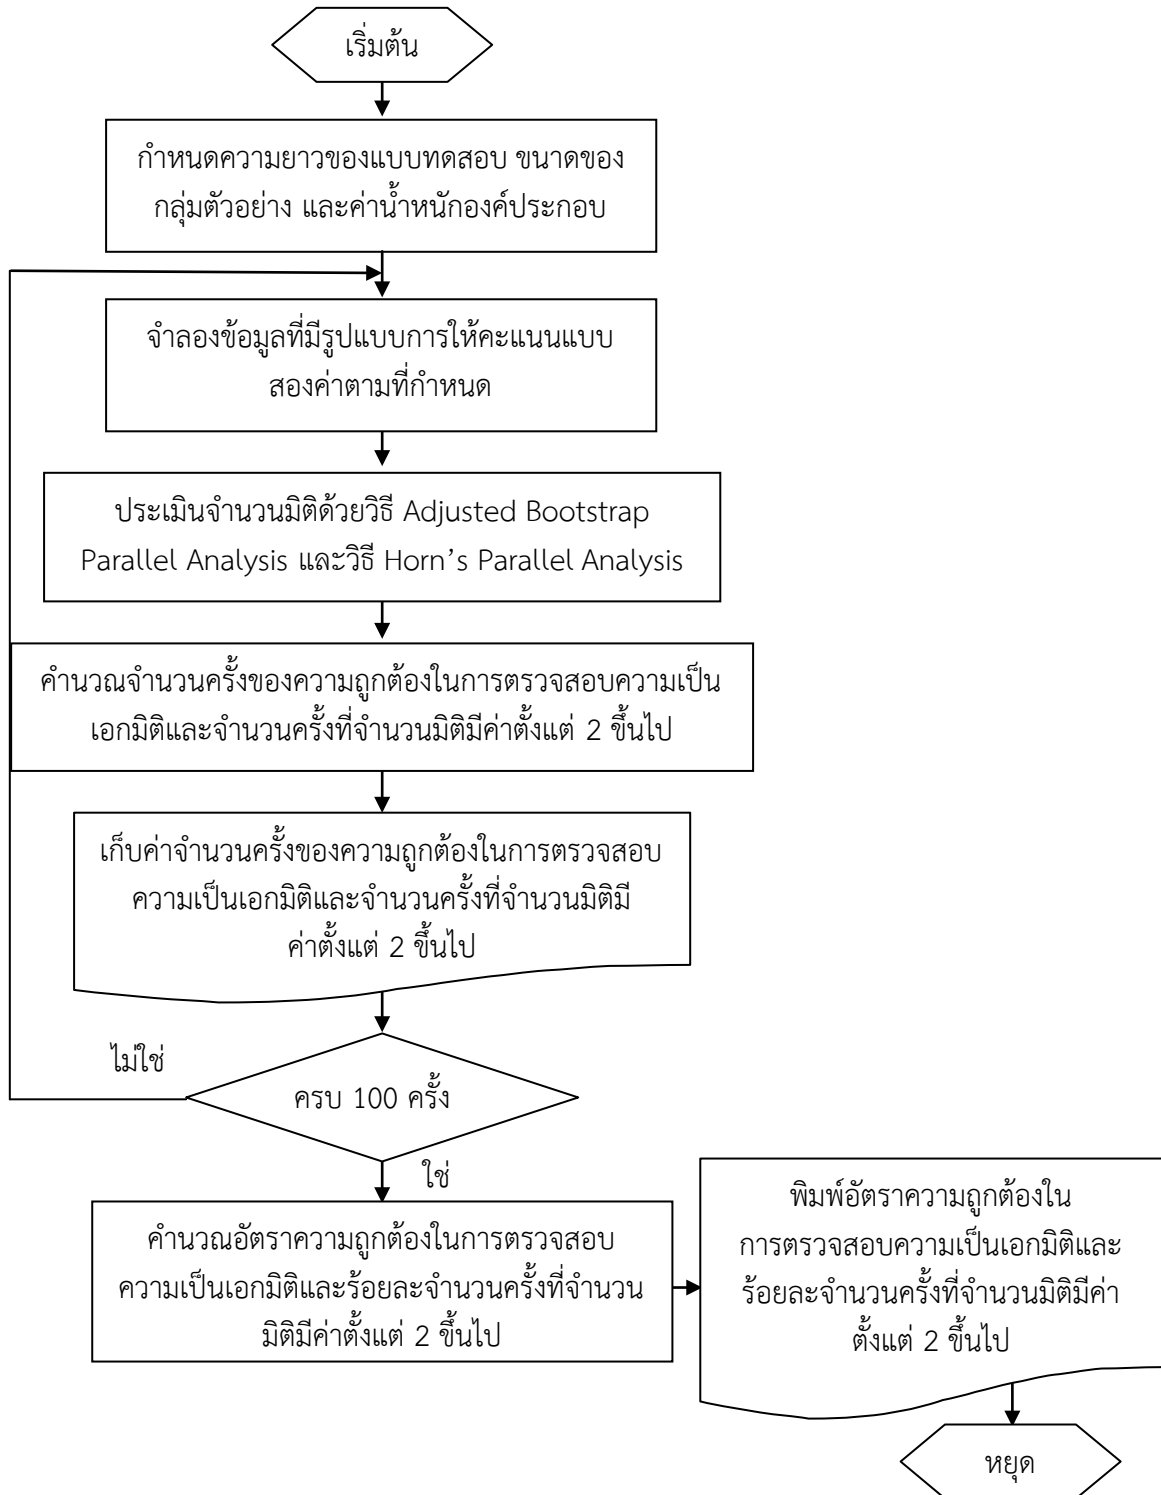 เริ่มต้น
กำหนดความยาวของแบบทดสอบ ขนาดของ
กลุ่มตัวอย่าง และค่าน้ำหนักองค์ประกอบ
จำลองข้อมูลที่มีรูปแบบการให้คะแนนแบบ
สองค่าตามที่กำหนด
ประเมินจำนวนมิติด้วยวิธี Adjusted Bootstrap
Parallel Analysis และวิธี Horn’s Parallel Analysis
คำนวณจำนวนครั้งของความถูกต้องในการตรวจสอบความเป็น
เอกมิติและจำนวนครั้งที่จำนวนมิติมีค่าตั้งแต่ 2 ขึ้นไป
เก็บค่าจำนวนครั้งของความถูกต้องในการตรวจสอบ
ความเป็นเอกมิติและจำนวนครั้งที่จำนวนมิติมี
ค่าตั้งแต่ 2 ขึ้นไป
ไม่ใช่
ครบ 100 ครั้ง
ใช่
คำนวณอัตราความถูกต้องในการตรวจสอบ
ความเป็นเอกมิติและร้อยละจำนวนครั้งที่จำนวน
มิติมีค่าตั้งแต่ 2 ขึ้นไป
พิมพ์อัตราความถูกต้องใน
การตรวจสอบความเป็นเอกมิติและ
ร้อยละจำนวนครั้งที่จำนวนมิติมีค่า
ตั้งแต่ 2 ขึ้นไป
หยุด